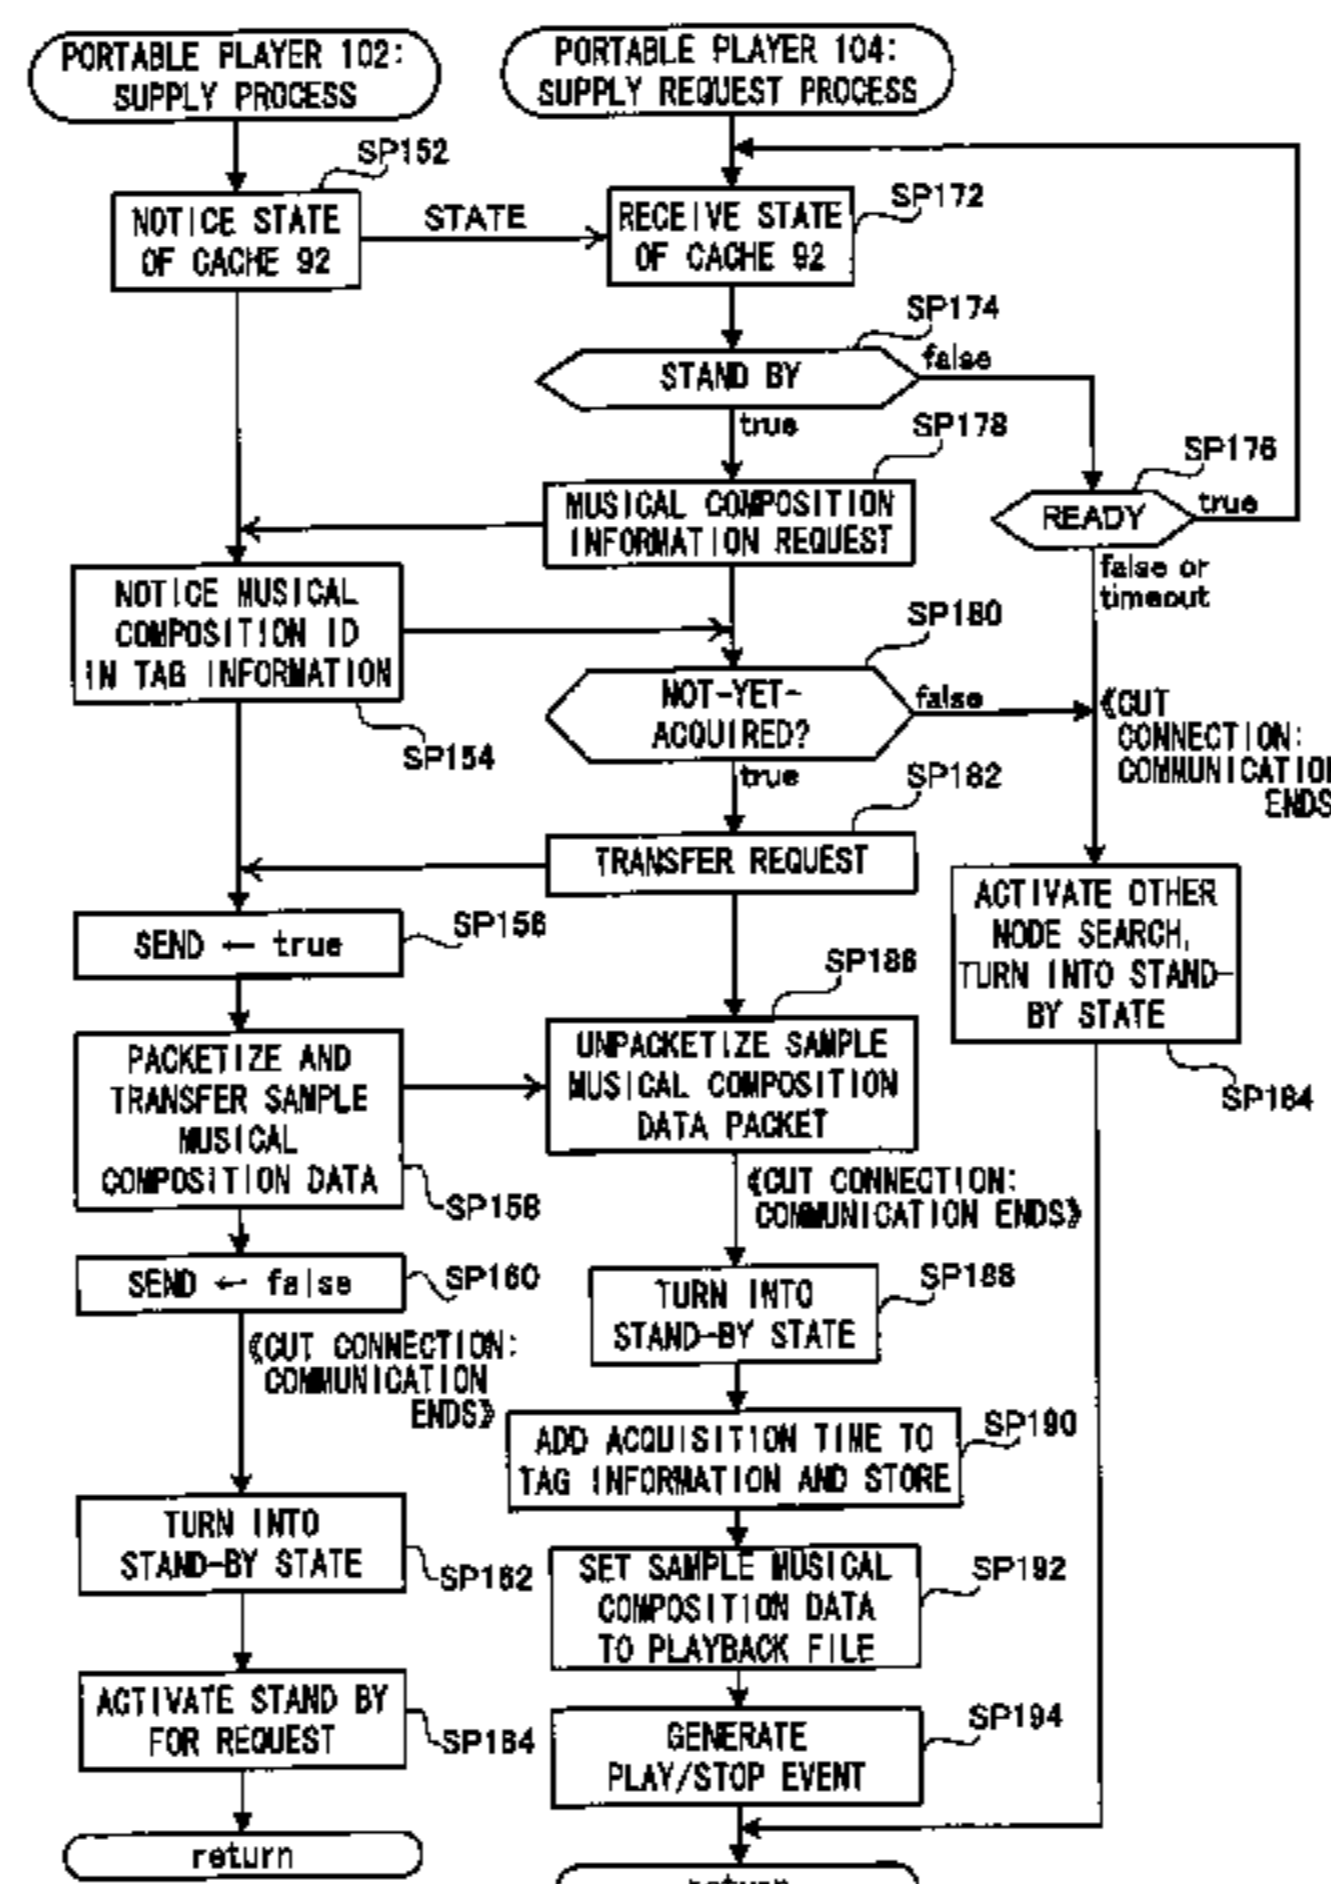 PORTABLE PLAYER 102:
SUPPLY PROCESS
PORTABLE PLAYER 104:
SUPPLY REQUEST PROCESS
SP152
NOTICE STATE
OF CACHE 92
STATE
RECEIVE STATE
OF CACHE 92
SP172
SP174
STAND BY
false
true
SP178
MUSICAL COMPOSITION
INFORMATION REQUEST
SP176
READY
true
false or
timeout
NOTICE MUSICAL
COMPOSITION ID
IN TAG INFORMATION
SP154
SP180
NOT-YET-
ACQUIRED?
false
true
《CUT
CONNECTION:
COMMUNICATION
ENDS
SP182
TRANSFER REQUEST
SEND ← true
SP156
ACTIVATE OTHER
NODE SEARCH,
TURN INTO STAND-
BY STATE
SP184
SP186
PACKETIZE AND
TRANSFER SAMPLE
MUSICAL
COMPOSITION DATA
SP158
UNPACKETIZE SAMPLE
MUSICAL COMPOSITION
DATA PACKET
《CUT CONNECTION:
COMMUNICATION ENDS》
SEND ← false
SP160
《CUT CONNECTION:
COMMUNICATION
ENDS》
TURN INTO
STAND-BY STATE
SP188
ADD ACQUISITION TIME TO
TAG INFORMATION AND STORE
SP190
TURN INTO
STAND-BY STATE
SP162
SET SAMPLE MUSICAL
COMPOSITION DATA
TO PLAYBACK FILE
SP192
ACTIVATE STAND BY
FOR REQUEST
SP164
GENERATE
PLAY/STOP EVENT
SP194
return
return